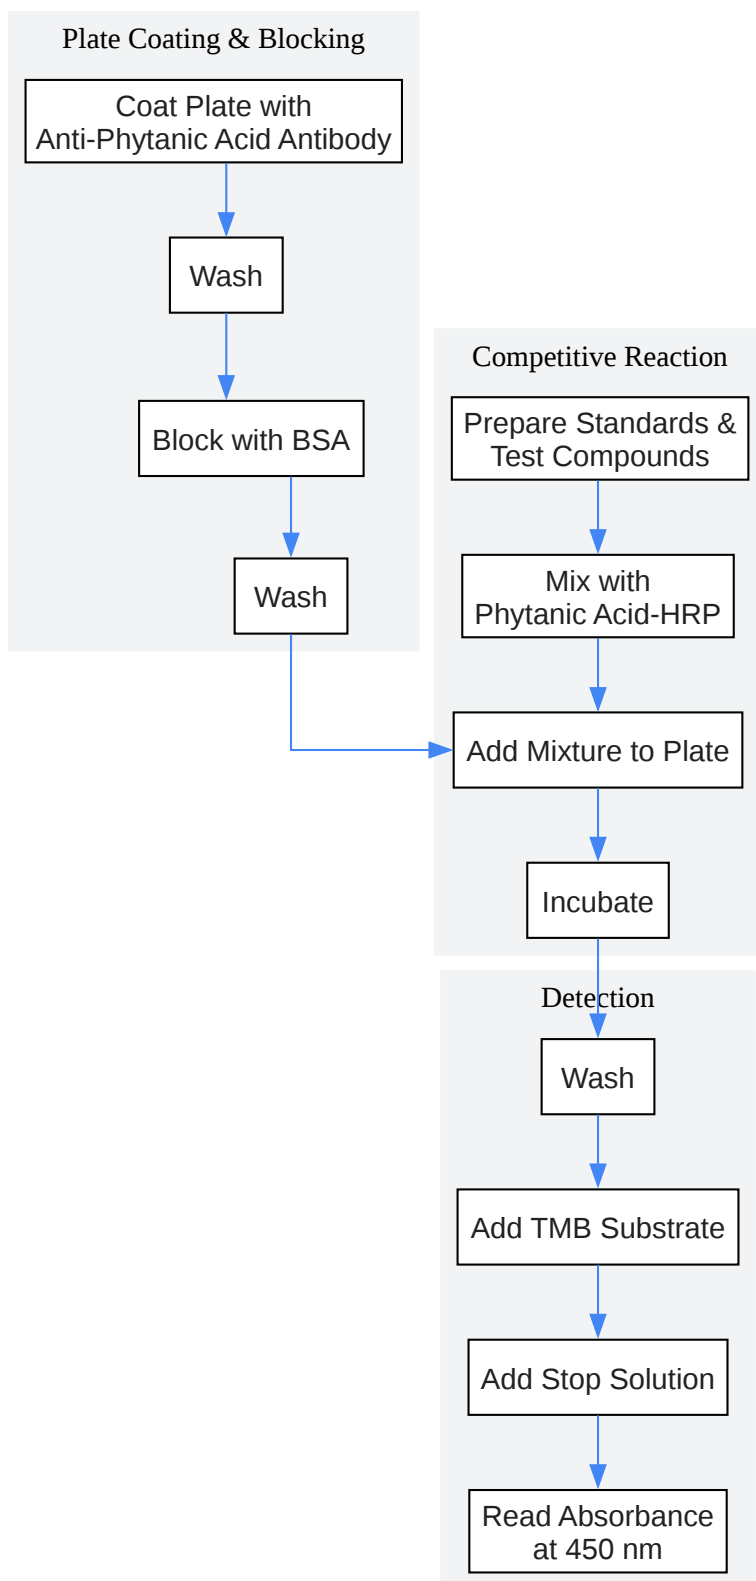 Plate Coating & Blocking
Coat Plate with
Anti-Phytanic Acid Antibody
Wash
Block with BSA
Wash
Competitive Reaction
Prepare Standards &
Test Compounds
Mix with
Phytanic Acid-HRP
Add Mixture to Plate
Incubate
Detection
Wash
Add TMB Substrate
Add Stop Solution
Read Absorbance
at 450 nm